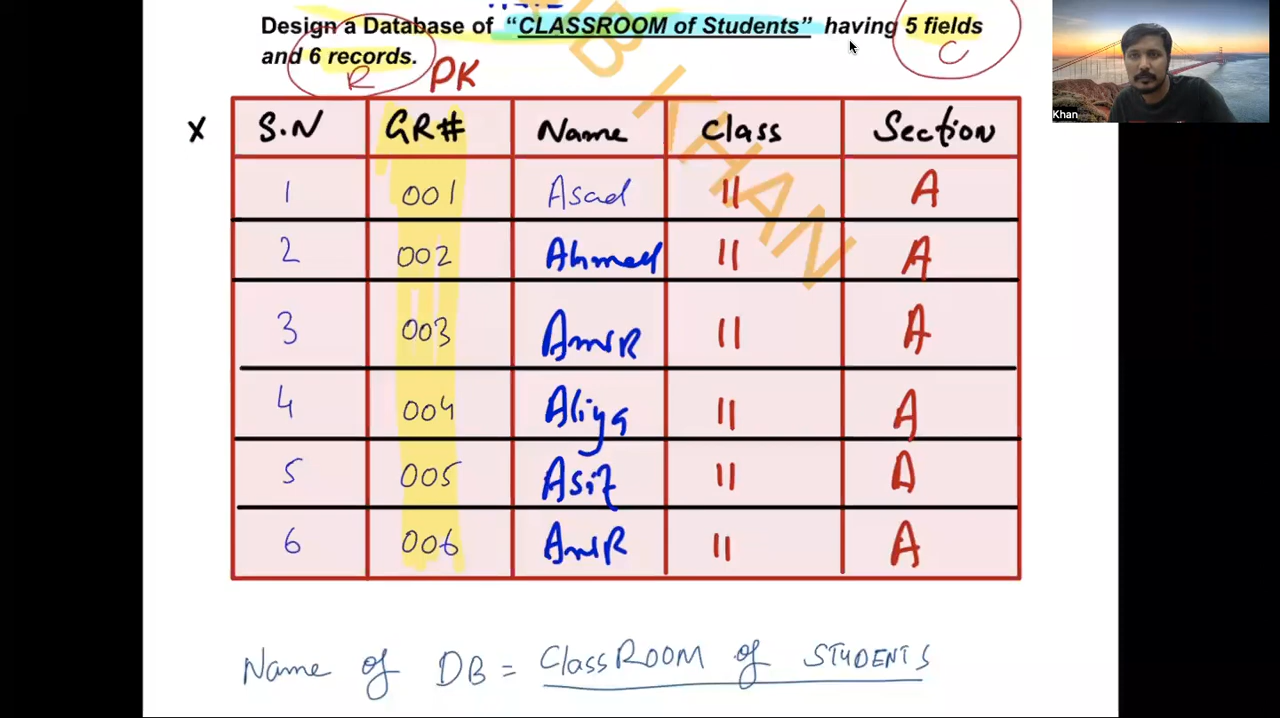 Design a Database of “CLASSROOM of Students” having 5 fields
and 6 records.
R
C
PK
X
S.N GR# Name Class Section
1 001 Asad 11 A
2 002 Ahmed 11 A
3 003 AmiR 11 A
4 004 Aliya 11 A
5 005 Asif 11 A
6 006 AmiR 11 A
KHAN
Name of DB = ClassROOM of STUDENTS
Khan